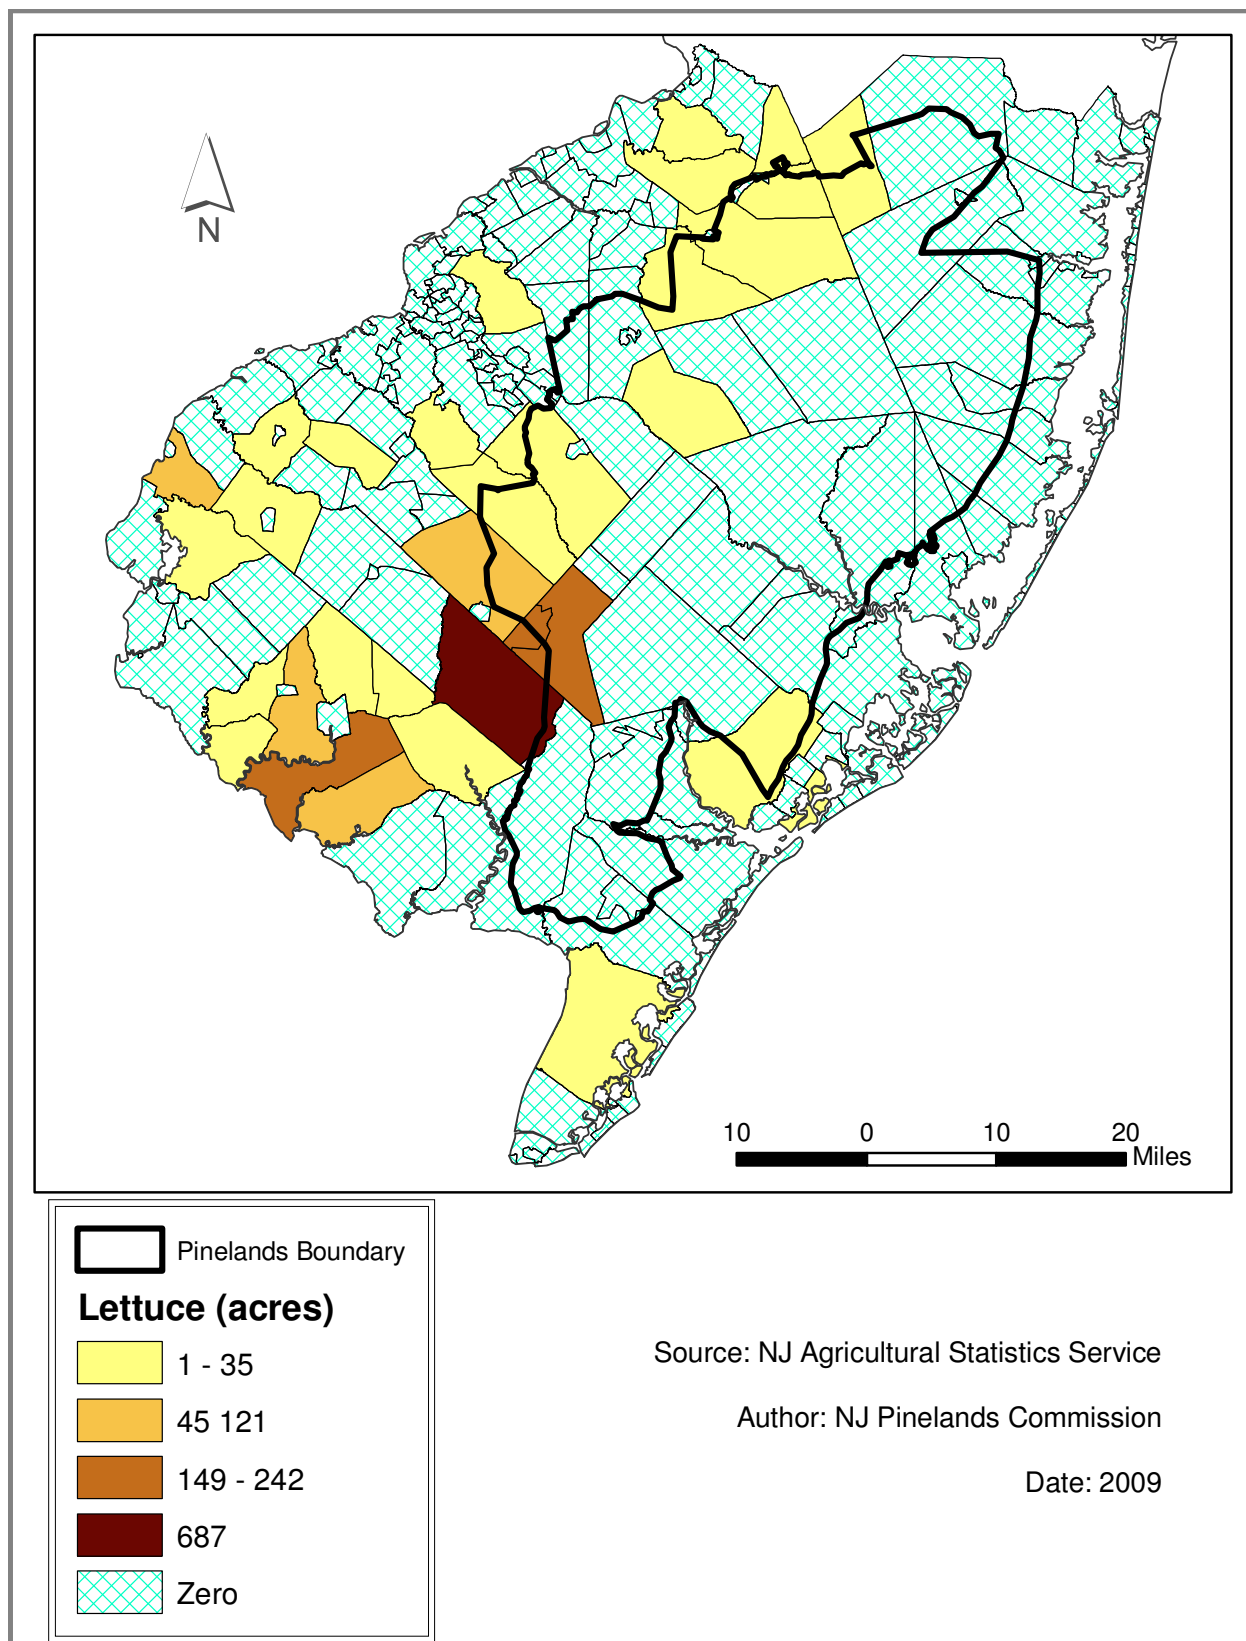 N
10 0 10 20
Miles
Pinelands Boundary
Lettuce (acres)
1 - 35
45 121
149 - 242
687
Zero
Source: NJ Agricultural Statistics Service
Author: NJ Pinelands Commission
Date: 2009